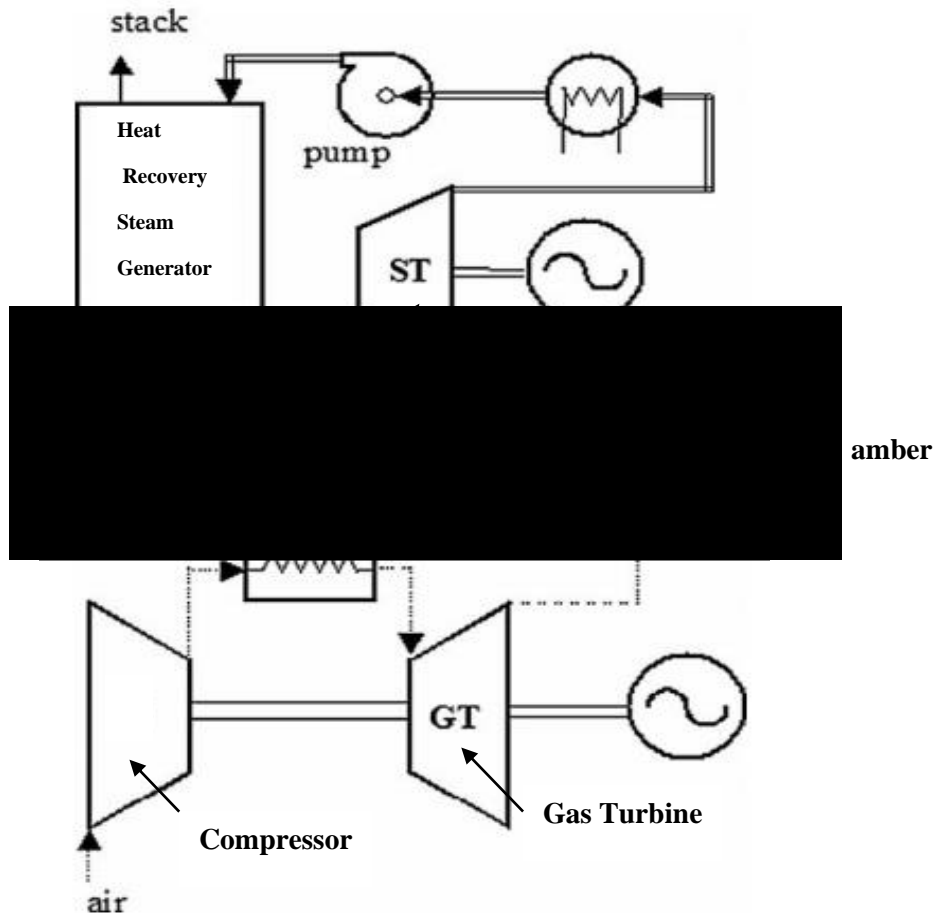 stack
Heat
Recovery
Steam
Generator
pump
ST
amber
GT
Gas Turbine
Compressor
air